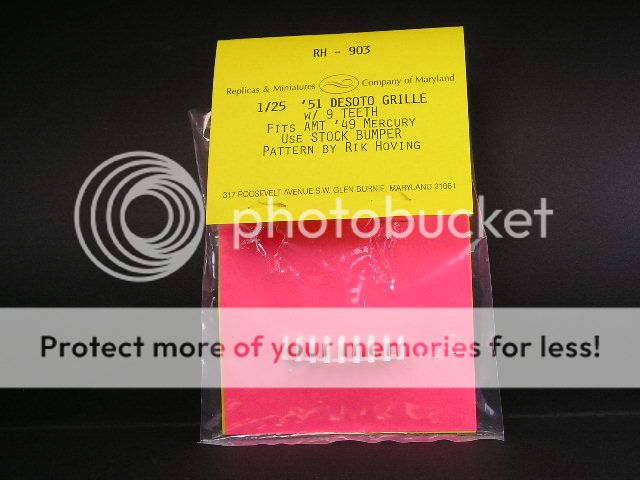 RH - 903
Replicas & Miniatures Company of Maryland
1/25 '51 DESOTO GRILLE
W/ 9 TEETH
FITS AMT '49 MERCURY
USE STOCK BUMPER
PATTERN BY RIK HOVING
317 ROOSEVELT AVENUE S.W. GLEN BURNIE, MARYLAND 21061
photobucket
Protect more of your memories for less!